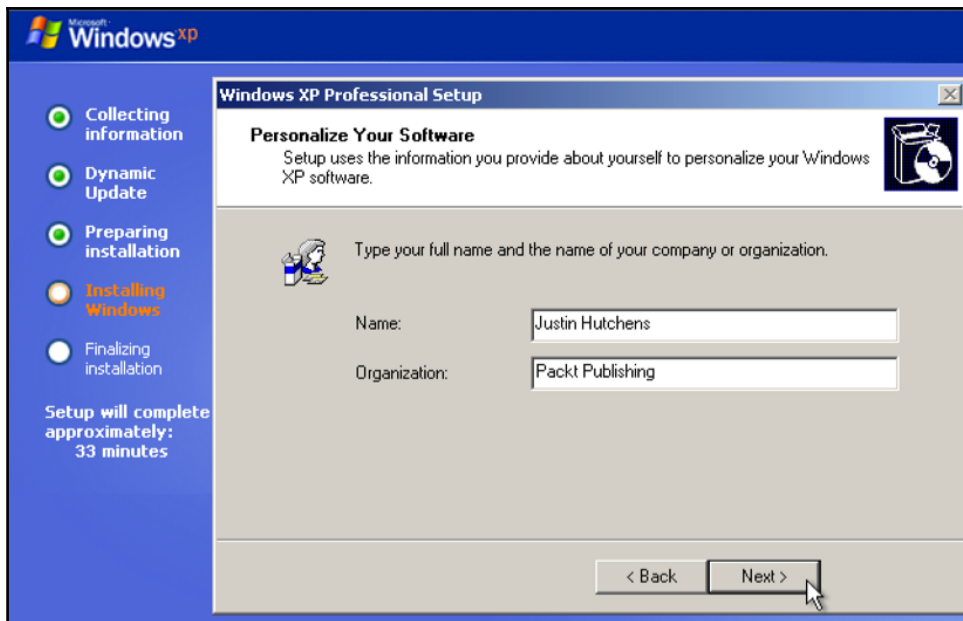 Microsoft
Windows xp
Collecting
information
Dynamic
Update
Preparing
installation
Installing
Windows
Finalizing
installation
Setup will complete
approximately:
33 minutes
Windows XP Professional Setup
Personalize Your Software
Setup uses the information you provide about yourself to personalize your Windows
XP software.
Type your full name and the name of your company or organization.
Name: Justin Hutchens
Organization: Packt Publishing
< Back Next >